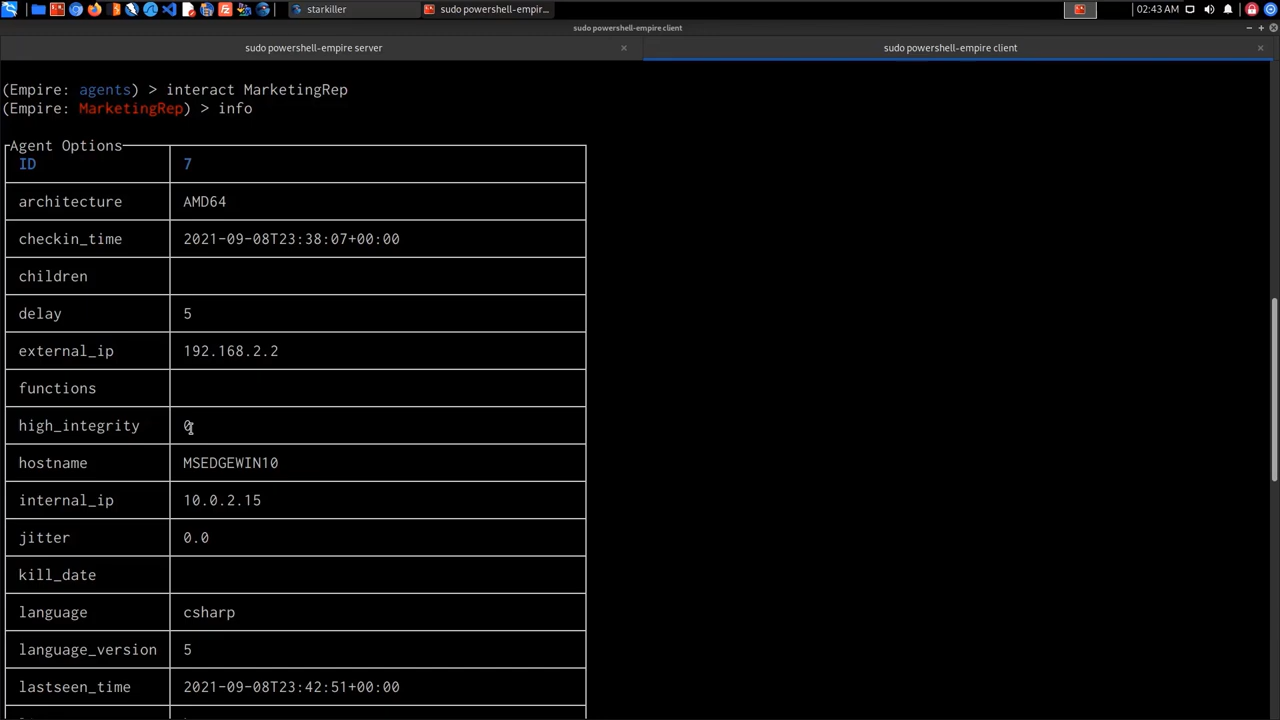 starkiller
sudo powershell-empir...
02:43 AM
sudo powershell-empire client
sudo powershell-empire server
sudo powershell-empire client
(Empire: agents) > interact MarketingRep
(Empire: MarketingRep) > info
Agent Options
ID 7
architecture AMD64
checkin_time 2021-09-08T23:38:07+00:00
children
delay 5
external_ip 192.168.2.2
functions
high_integrity 0
hostname MSEDGEWIN10
internal_ip 10.0.2.15
jitter 0.0
kill_date
language csharp
language_version 5
lastseen_time 2021-09-08T23:42:51+00:00